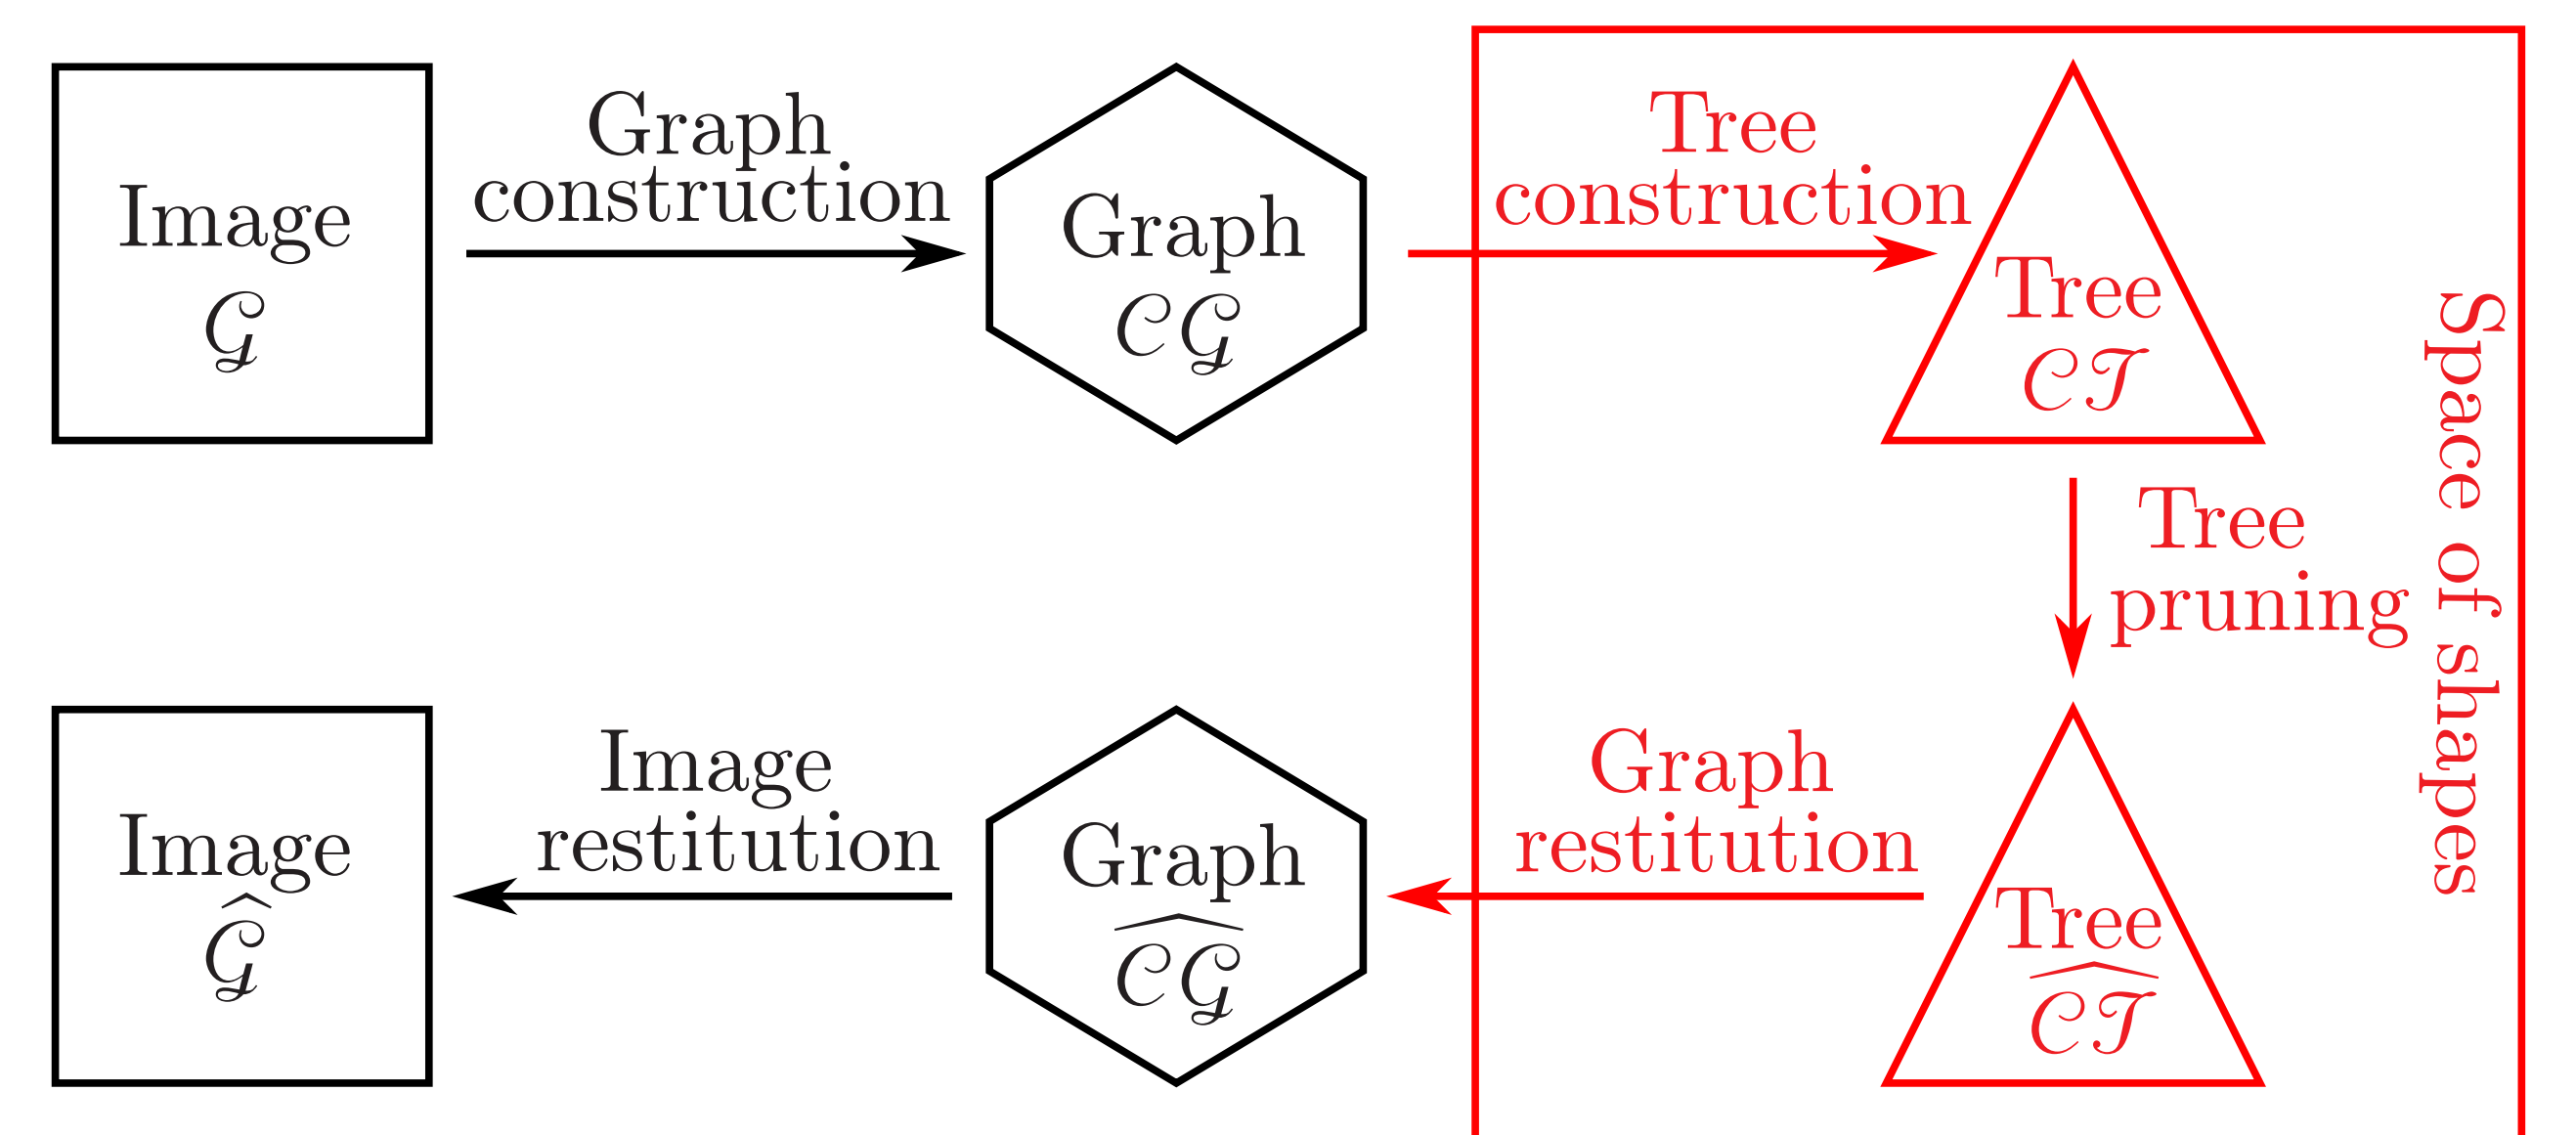 Image
𝒢
Graph
construction
Graph
𝒞𝒢
Tree
construction
Tree
𝒞𝒯
Tree
pruning
Space of shapes
Image
𝒢̂
Image
restitution
Graph
𝒞𝒢̂
Graph
restitution
Tree
𝒞𝒯̂